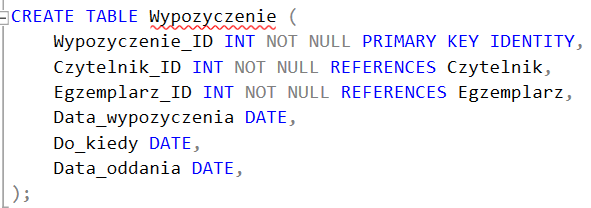 CREATE TABLE Wypozyczenie (
Wypozyczenie_ID INT NOT NULL PRIMARY KEY IDENTITY,
Czytelnik_ID INT NOT NULL REFERENCES Czytelnik,
Egzemplarz_ID INT NOT NULL REFERENCES Egzemplarz,
Data_wypozyczenia DATE,
Do_kiedy DATE,
Data_oddania DATE,
);